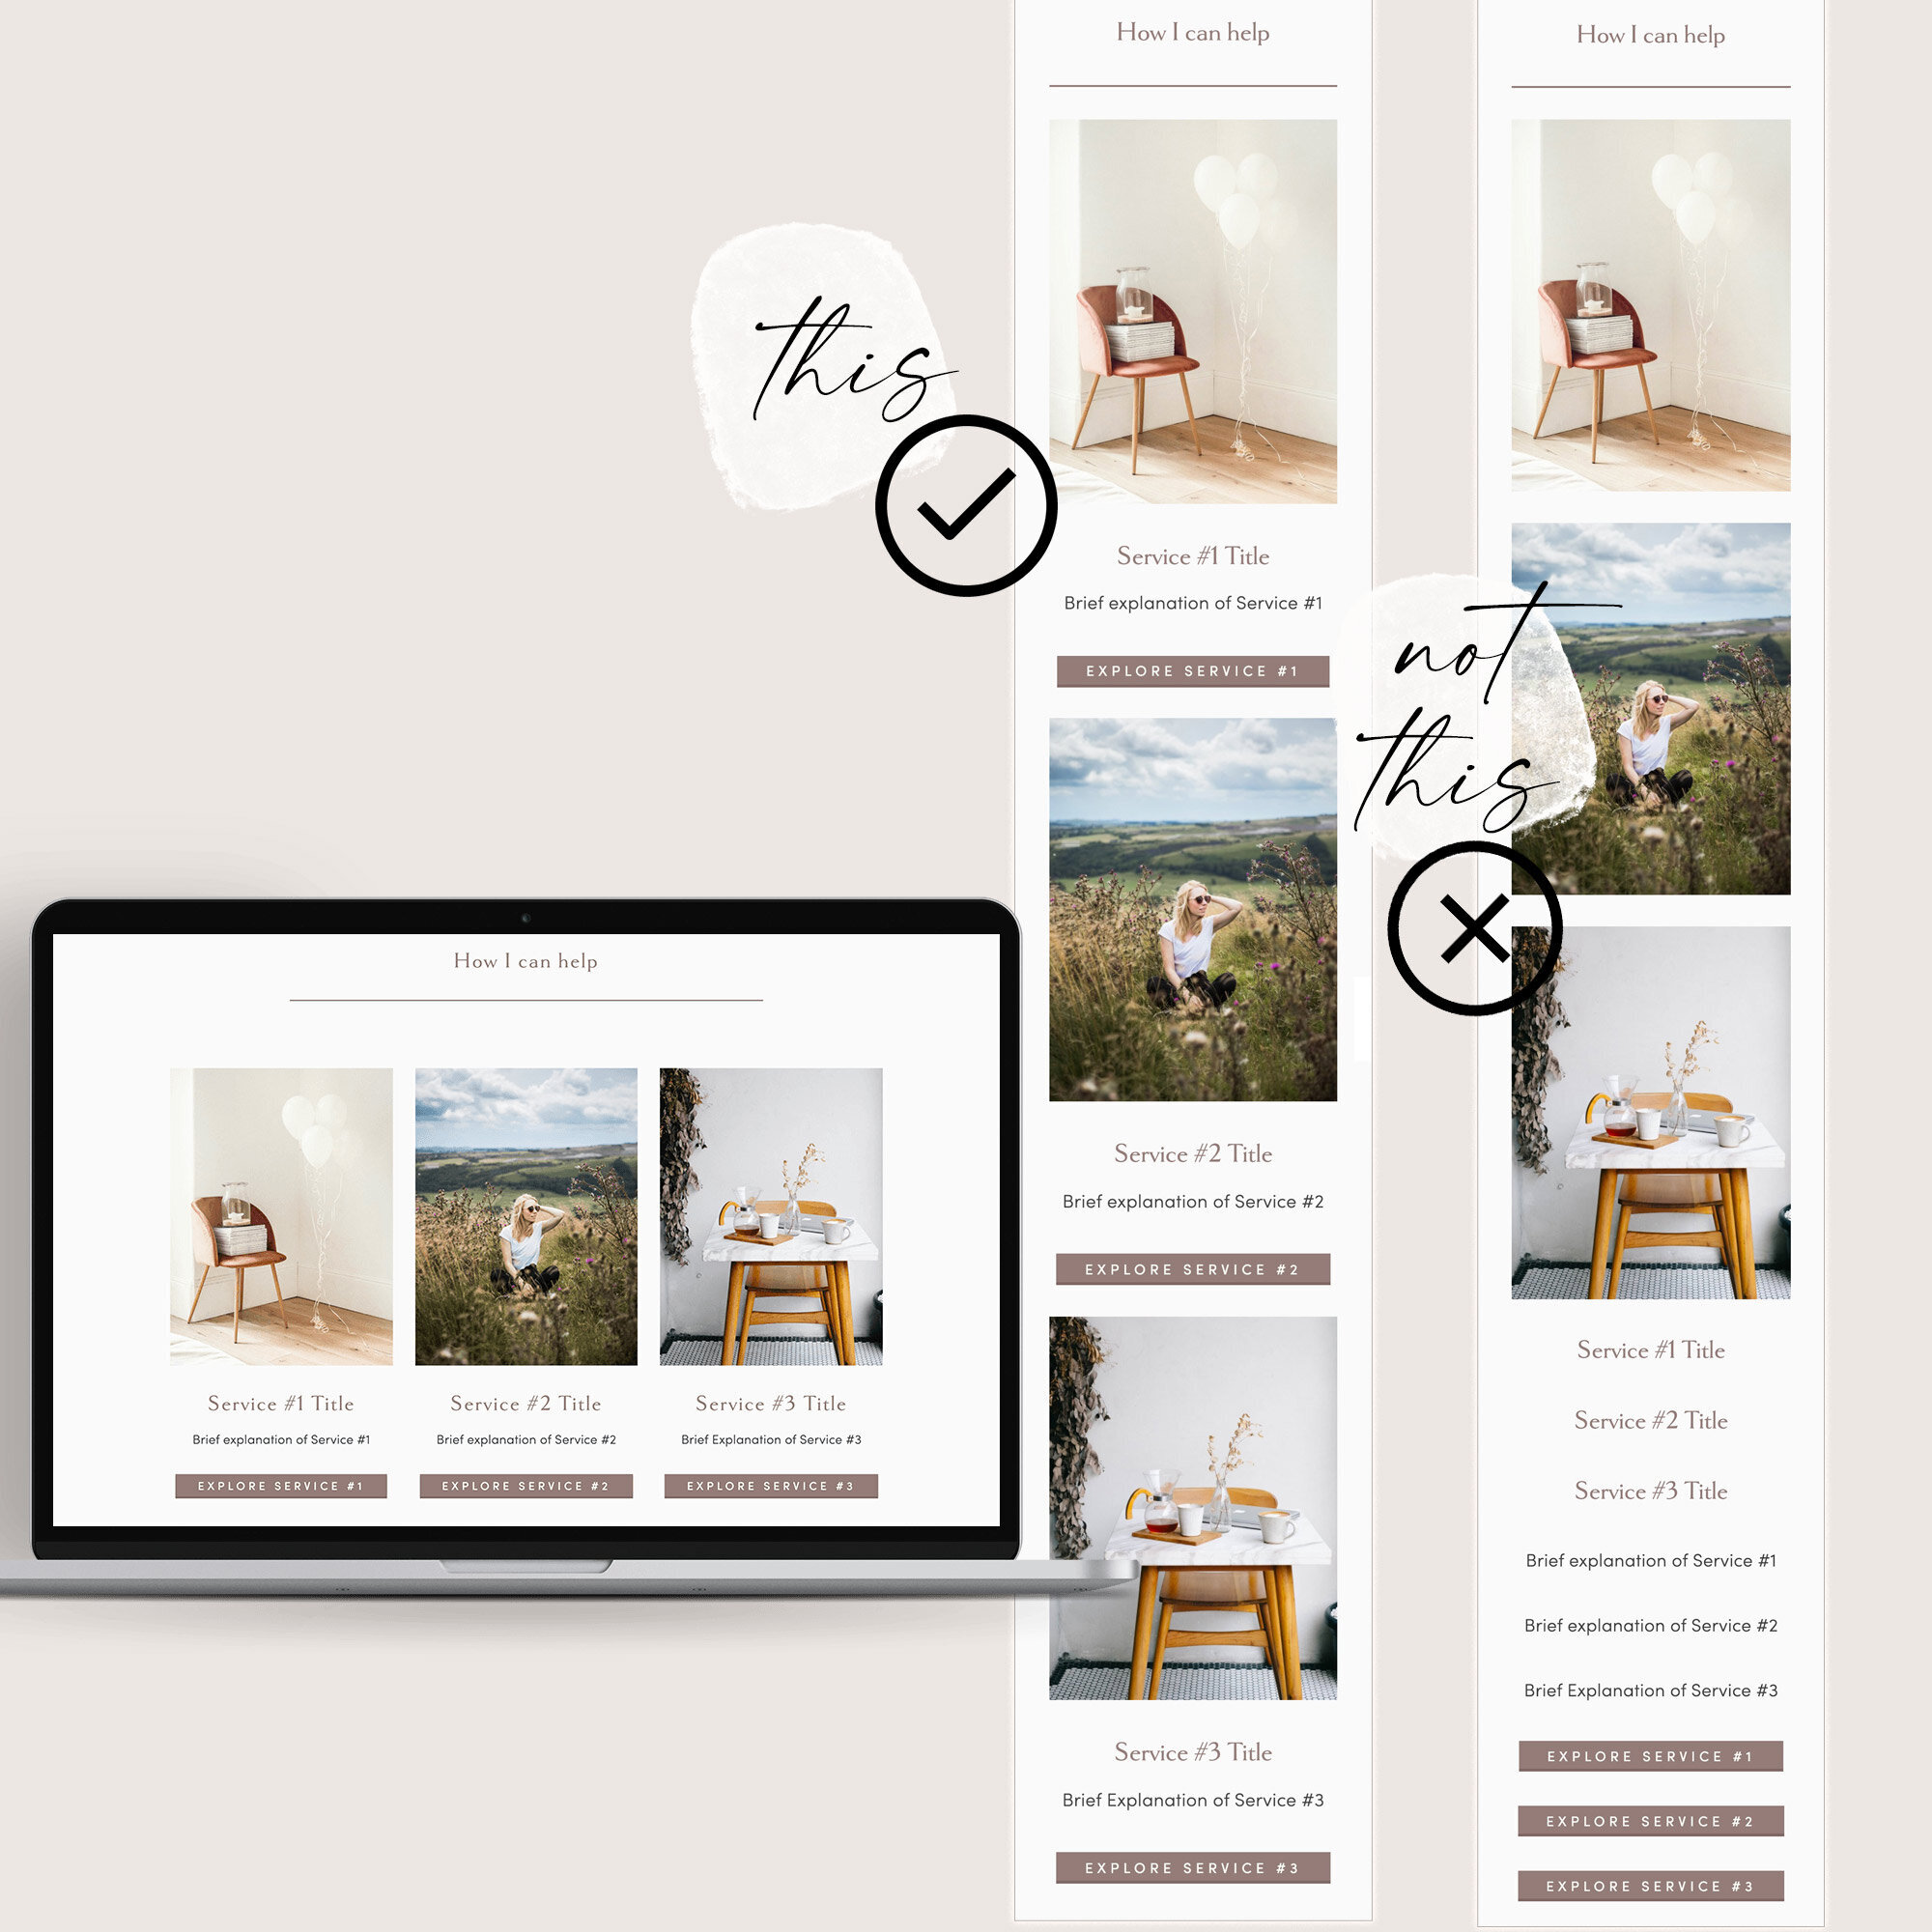 this
How I can help
Service #1 Title
Service #2 Title
Service #3 Title
Brief explanation of Service #1
Brief explanation of Service #2
Brief Explanation of Service #3
EXPLORE SERVICE #1
EXPLORE SERVICE #2
EXPLORE SERVICE #3
How I can help
Service #1 Title
Brief explanation of Service #1
EXPLORE SERVICE #1
Service #2 Title
Brief explanation of Service #2
EXPLORE SERVICE #2
Service #3 Title
Brief Explanation of Service #3
EXPLORE SERVICE #3
not
this
How I can help
Service #1 Title
Service #2 Title
Service #3 Title
Brief explanation of Service #1
Brief explanation of Service #2
Brief Explanation of Service #3
EXPLORE SERVICE #1
EXPLORE SERVICE #2
EXPLORE SERVICE #3